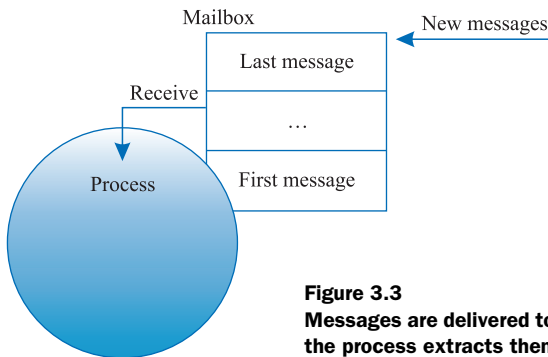 Mailbox
New messages
Last message
Receive
...
Process
First message
Figure 3.3
Messages are delivered to
the process extracts